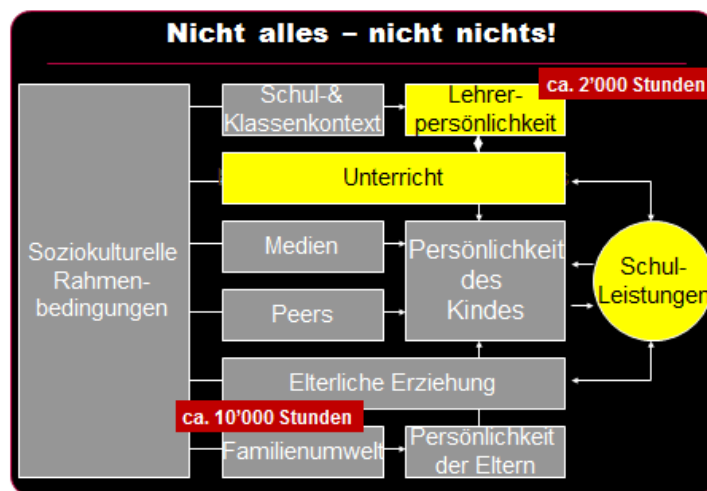 Nicht alles – nicht nichts!
ca. 2’000 Stunden
Schul-&
Klassenkontext
Lehrer-
persönlichkeit
Unterricht
Soziokulturelle
Rahmen-
bedingungen
Medien
Peers
Persönlichkeit
des
Kindes
Schul-
Leistungen
Elterliche Erziehung
ca. 10’000 Stunden
Familienumwelt
Persönlichkeit
der Eltern